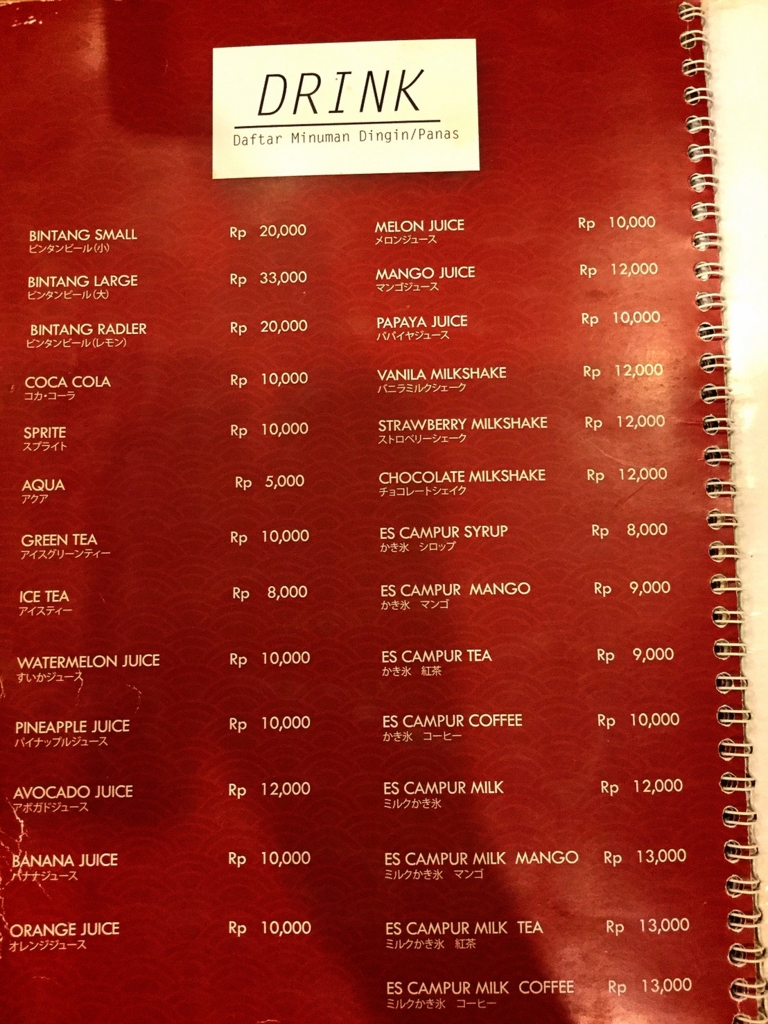 DRINK
Daftar Minuman Dingin/Panas
BINTANG SMALL Rp 20,000
ビンタンビール(小)
BINTANG LARGE Rp 33,000
ビンタンビール(大)
BINTANG RADLER Rp 20,000
ビンタンビール(レモン)
COCA COLA Rp 10,000
コカ・コーラ
SPRITE Rp 10,000
スプライト
AQUA Rp 5,000
アクア
GREEN TEA Rp 10,000
アイスグリーンティー
ICE TEA Rp 8,000
アイスティー
WATERMELON JUICE Rp 10,000
すいかジュース
PINEAPPLE JUICE Rp 10,000
パイナップルジュース
AVOCADO JUICE Rp 12,000
アボガドジュース
BANANA JUICE Rp 10,000
バナナジュース
ORANGE JUICE Rp 10,000
オレンジジュース
MELON JUICE Rp 10,000
メロンジュース
MANGO JUICE Rp 12,000
マンゴジュース
PAPAYA JUICE Rp 10,000
パパイヤジュース
VANILA MILKSHAKE Rp 12,000
バニラミルクシェーク
STRAWBERRY MILKSHAKE Rp 12,000
ストロベリーシェーク
CHOCOLATE MILKSHAKE Rp 12,000
チョコレートシェイク
ES CAMPUR SYRUP Rp 8,000
かき氷 シロップ
ES CAMPUR MANGO Rp 9,000
かき氷 マンゴ
ES CAMPUR TEA Rp 9,000
かき氷 紅茶
ES CAMPUR COFFEE Rp 10,000
かき氷 コーヒー
ES CAMPUR MILK Rp 12,000
ミルクかき氷
ES CAMPUR MILK MANGO Rp 13,000
ミルクかき氷 マンゴ
ES CAMPUR MILK TEA Rp 13,000
ミルクかき氷 紅茶
ES CAMPUR MILK COFFEE Rp 13,000
ミルクかき氷 コーヒー